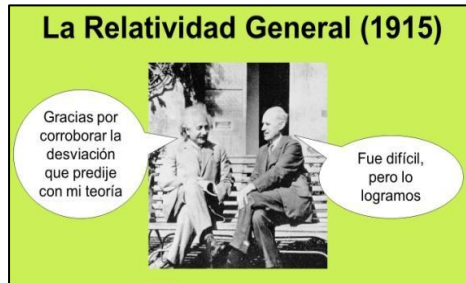 La Relatividad General (1915)
Gracias por
corroborar la
desviación
que predije
con mi teoría
Fue difícil,
pero lo
logramos